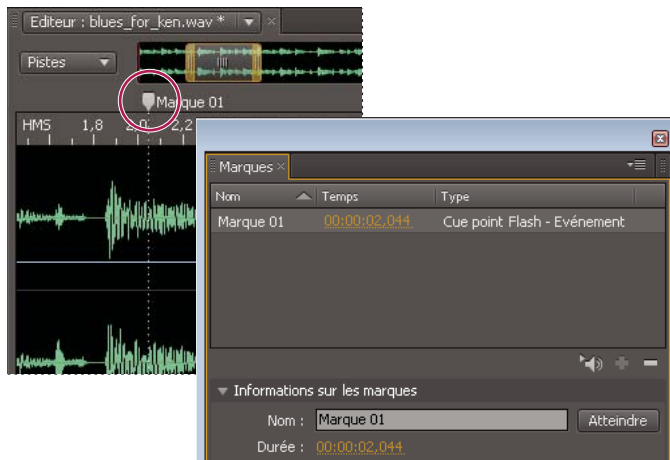 Editeur : blues_for_ken.wav *
Pistes
Marque 01
HMS 1,8 2,0 2,2
Marques
Nom Temps Type
Marque 01 00:00:02,044 Cue point Flash - Evénement
Informations sur les marques
Nom : Marque 01 Atteindre
Durée : 00:00:02,044